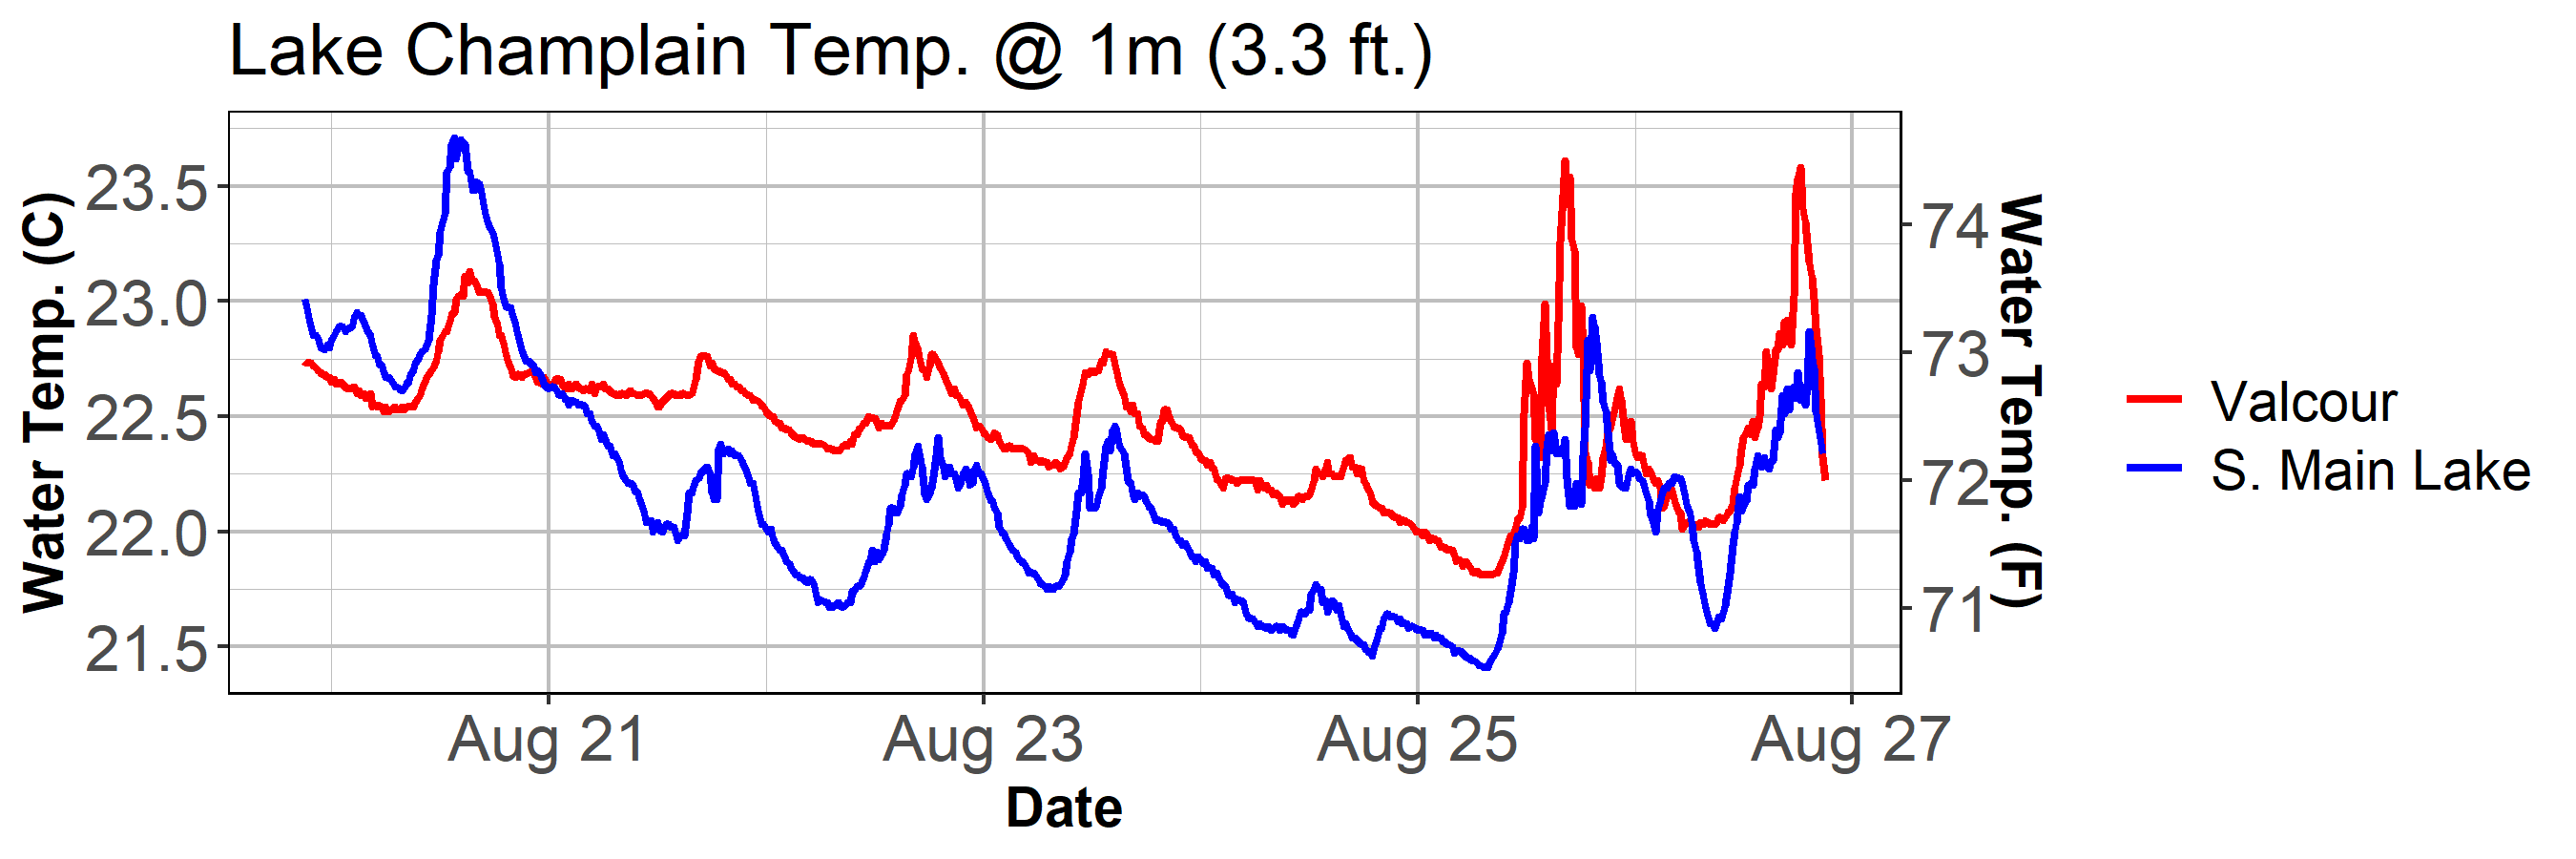 Lake Champlain Temp. @ 1m (3.3 ft.)
Water Temp. (C)
23.5
23.0
22.5
22.0
21.5
74
73
72
71
Water Temp. (F)
Aug 21
Aug 23
Aug 25
Aug 27
Date
Valcour
S. Main Lake